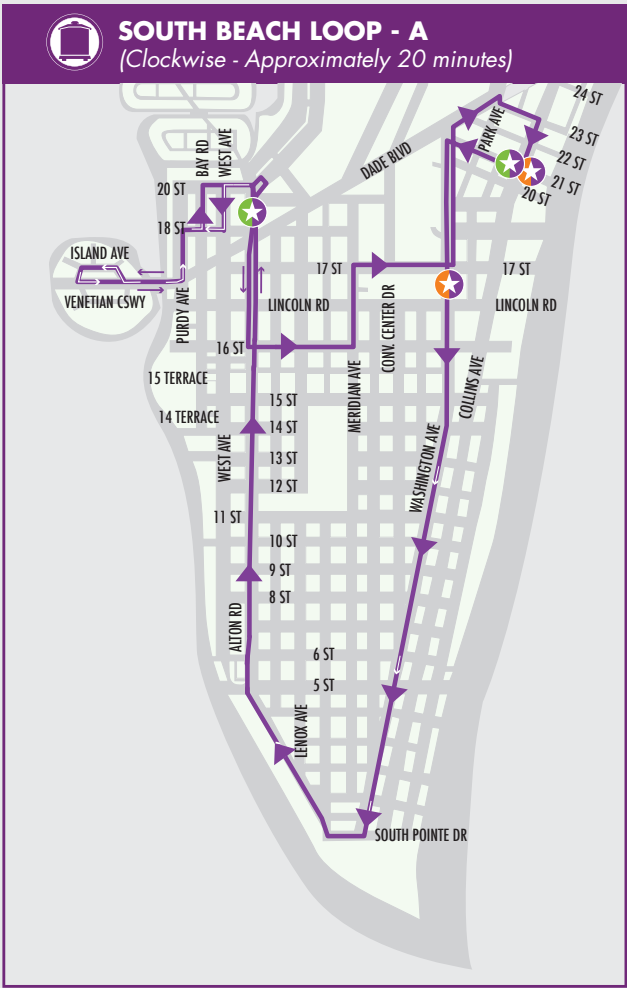 SOUTH BEACH LOOP - A
(Clockwise - Approximately 20 minutes)
24 ST
23 ST
PARK AVE
22 ST
21 ST
20 ST
DADE BLVD
BAY RD
WEST AVE
20 ST
18 ST
ISLAND AVE
VENETIAN CSWY
PURDY AVE
17 ST
17 ST
LINCOLN RD
LINCOLN RD
CONV. CENTER DR
16 ST
MERIDIAN AVE
COLLINS AVE
15 TERRACE
15 ST
14 TERRACE
14 ST
WEST AVE
WASHINGTON AVE
13 ST
12 ST
11 ST
10 ST
9 ST
8 ST
ALTON RD
6 ST
5 ST
LENOX AVE
SOUTH POINTE DR